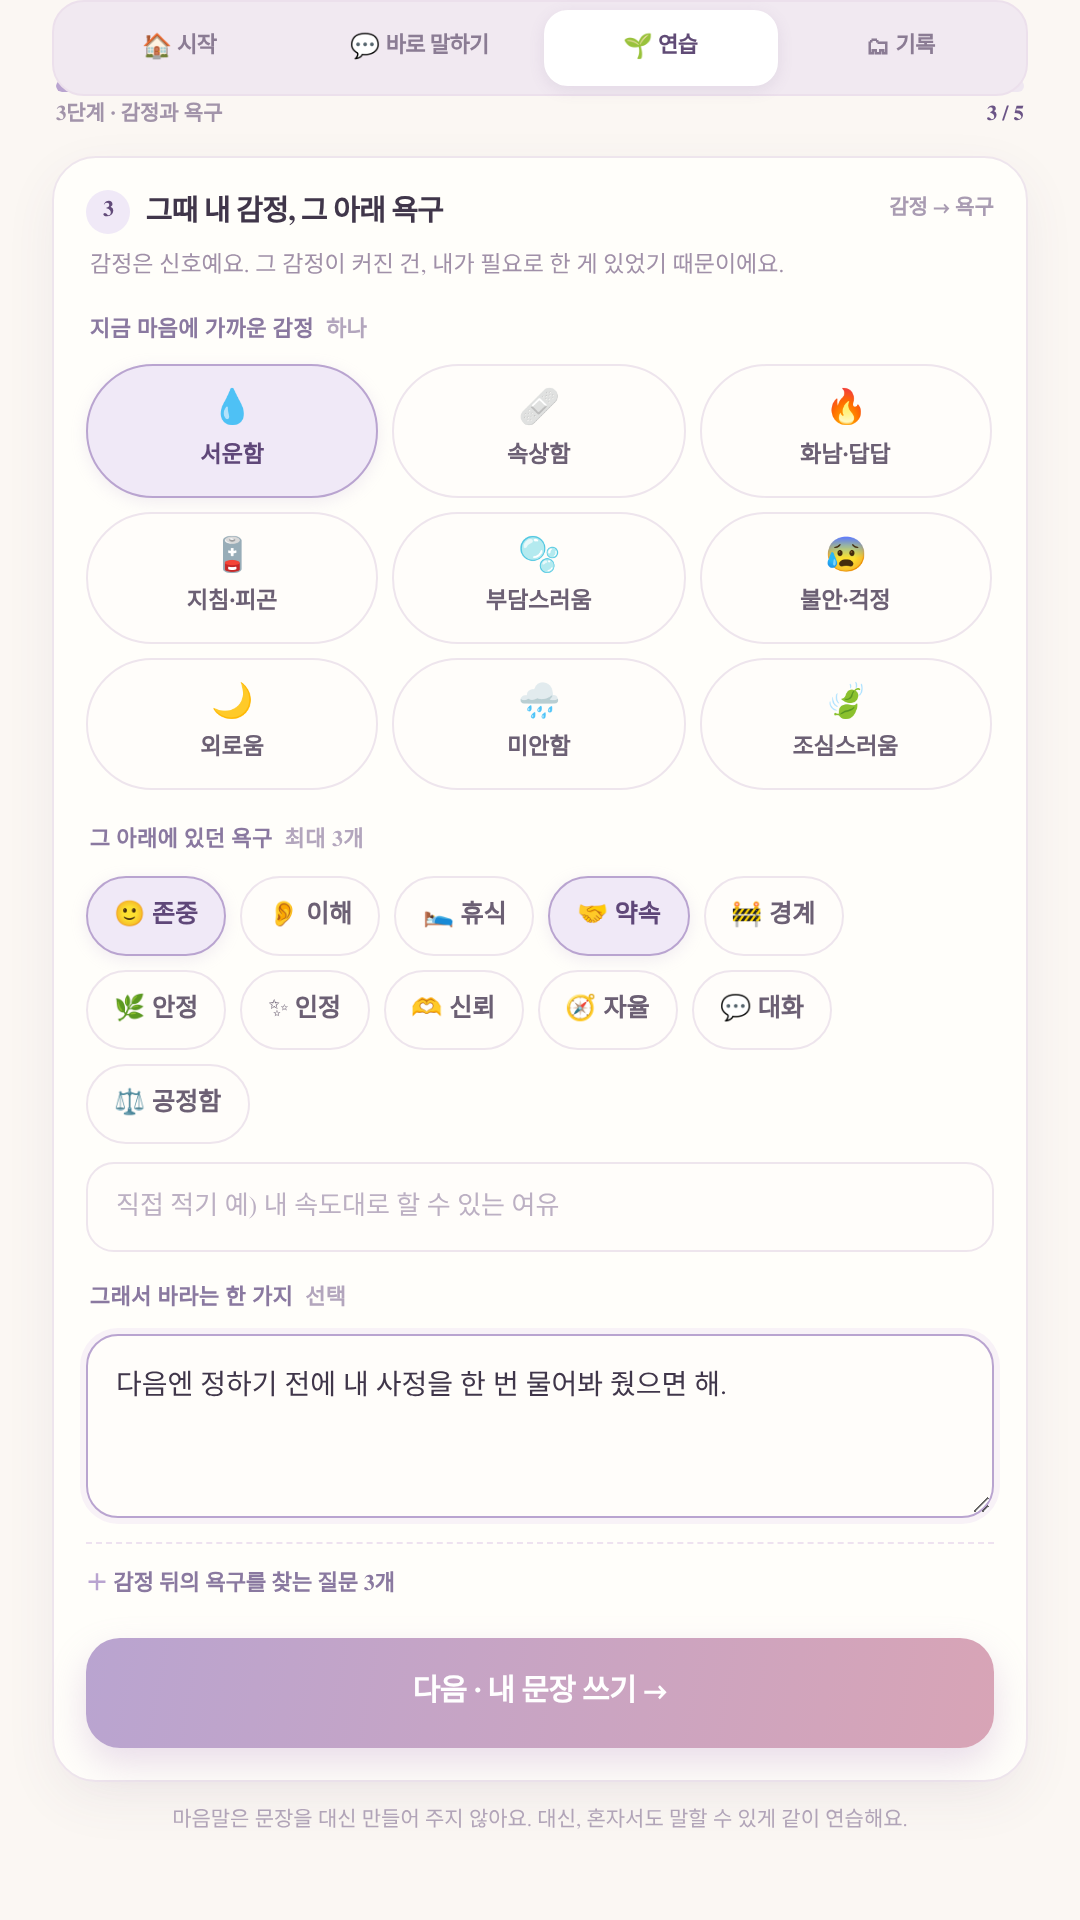 🏠 시작 💬 바로 말하기 🌱 연습 🗂 기록
3단계 · 감정과 욕구 3 / 5
3 그때 내 감정, 그 아래 욕구 감정 → 욕구
감정은 신호예요. 그 감정이 커진 건, 내가 필요로 한 게 있었기 때문이에요.
지금 마음에 가까운 감정 하나
💧 🩹 🔥
서운함 속상함 화남·답답
🪫 🫧 😰
지침·피곤 부담스러움 불안·걱정
🌙 🌧️ 🍃
외로움 미안함 조심스러움
그 아래에 있던 욕구 최대 3개
🙂 존중 👂 이해 🛌 휴식 🤝 약속 🚧 경계
🌿 안정 ✨ 인정 🫶 신뢰 🧭 자율 💬 대화
⚖️ 공정함
직접 적기 예) 내 속도대로 할 수 있는 여유
그래서 바라는 한 가지 선택
다음엔 정하기 전에 내 사정을 한 번 물어봐 줬으면 해.
+ 감정 뒤의 욕구를 찾는 질문 3개
다음 · 내 문장 쓰기 →
마음말은 문장을 대신 만들어 주지 않아요. 대신, 혼자서도 말할 수 있게 같이 연습해요.